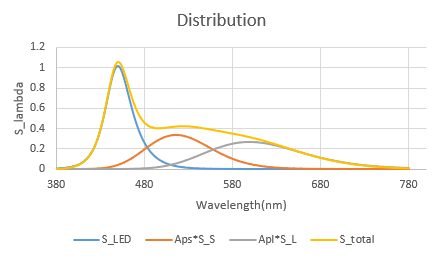 Distribution
1.2
1
0.8
0.6
0.4
0.2
0
S_lambda
380 480 580 680 780
Wavelength(nm)
S_LED Aps*S_S Apl*S_L S_total